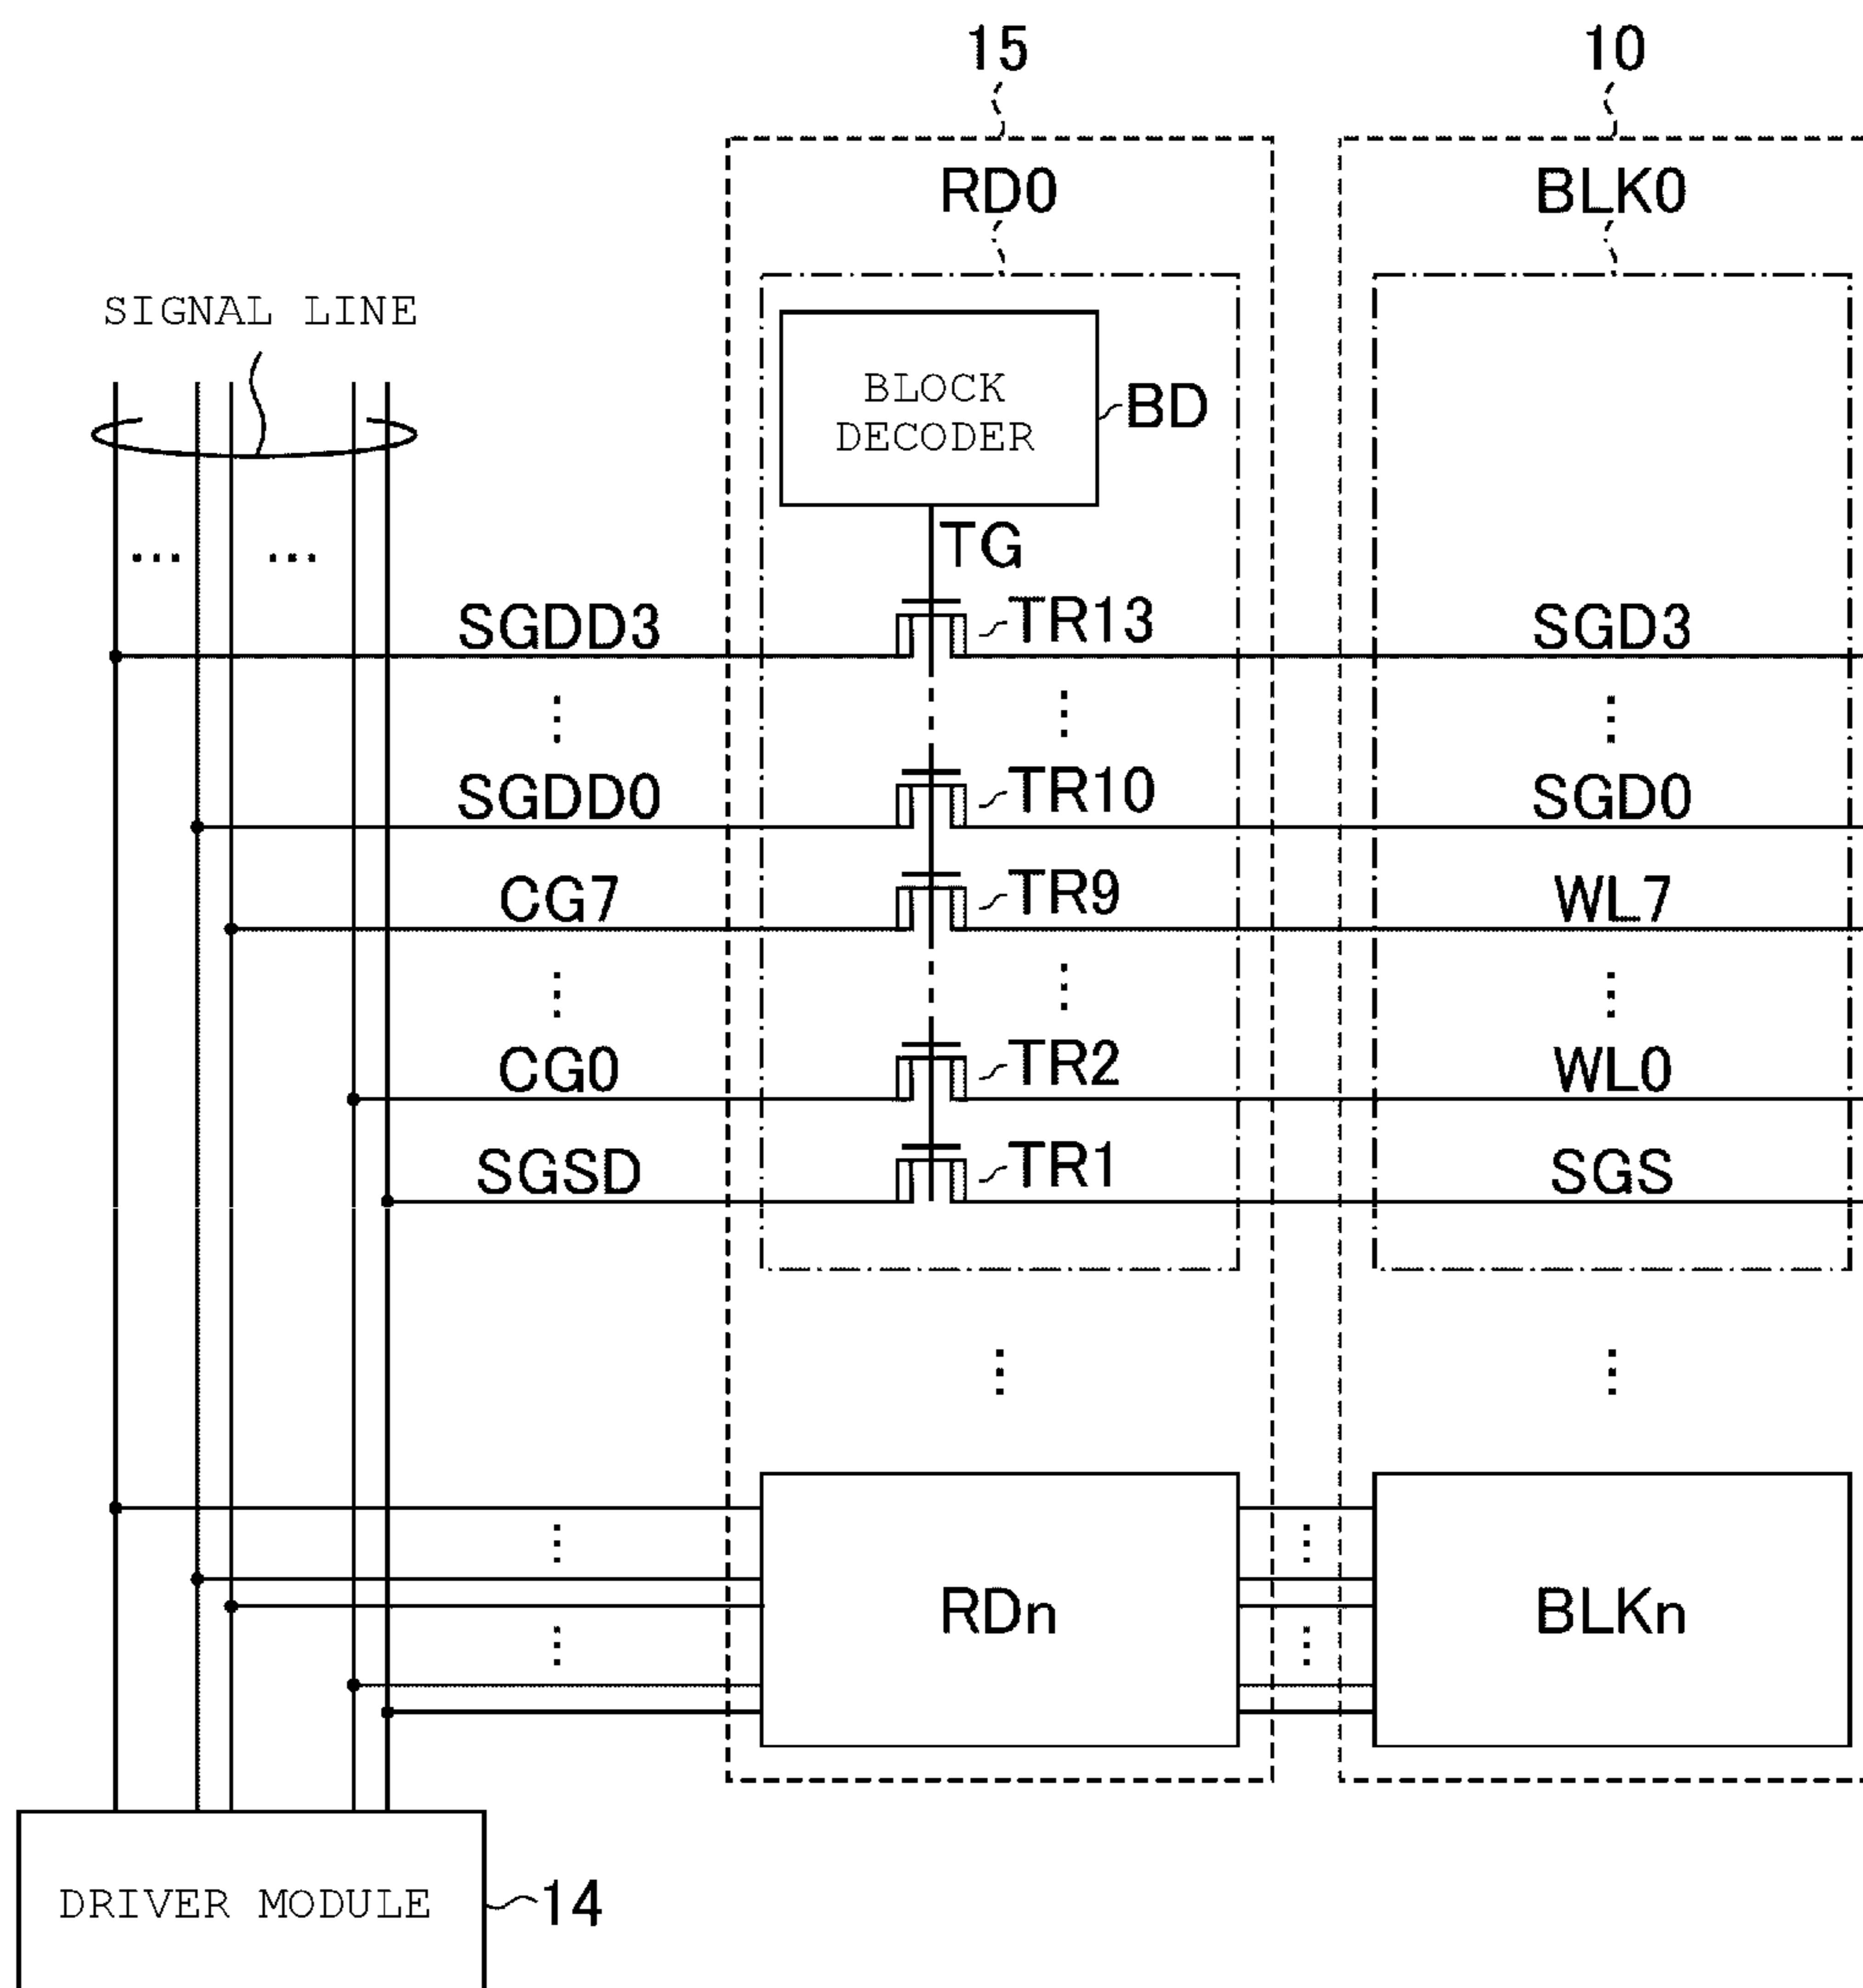 15
10
RD0
BLK0
SIGNAL LINE
BLOCK
DECODER
BD
...
...
TG
SGDD3
TR13
SGD3
SGDD0
TR10
SGD0
CG7
TR9
WL7
CG0
TR2
WL0
SGSD
TR1
SGS
RDn
BLKn
DRIVER MODULE
14